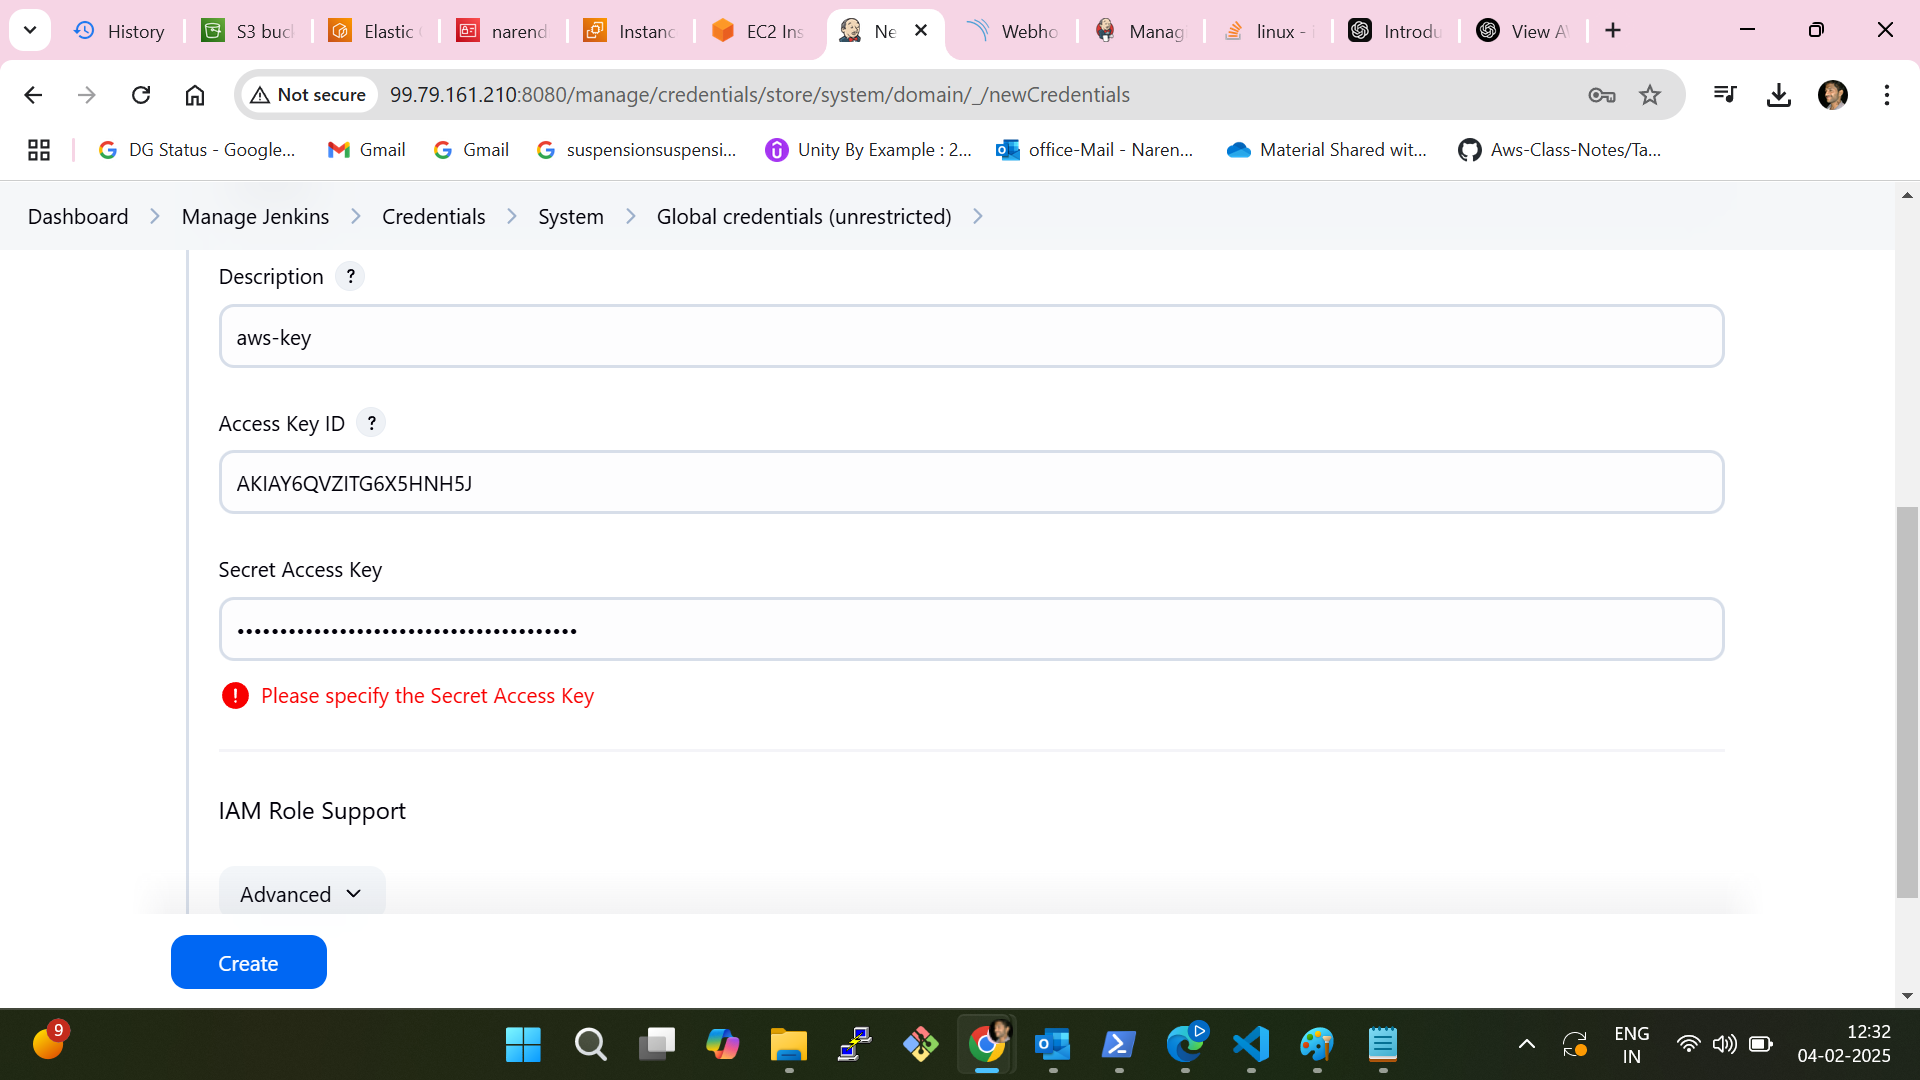 History
S3 buc
Elastic
narend
Instanc
EC2 Ins
Ne
Webho
Manag
linux -
Introdu
View A
Not secure
99.79.161.210:8080/manage/credentials/store/system/domain/_/newCredentials
DG Status - Google...
Gmail
Gmail
suspensionsuspensi...
Unity By Example : 2...
office-Mail - Naren...
Material Shared wit...
Aws-Class-Notes/Ta...
Dashboard
Manage Jenkins
Credentials
System
Global credentials (unrestricted)
Description ?
aws-key
Access Key ID ?
AKIAY6QVZITG6X5HNH5J
Secret Access Key
Please specify the Secret Access Key
IAM Role Support
Advanced
Create
9
ENG
IN
12:32
04-02-2025